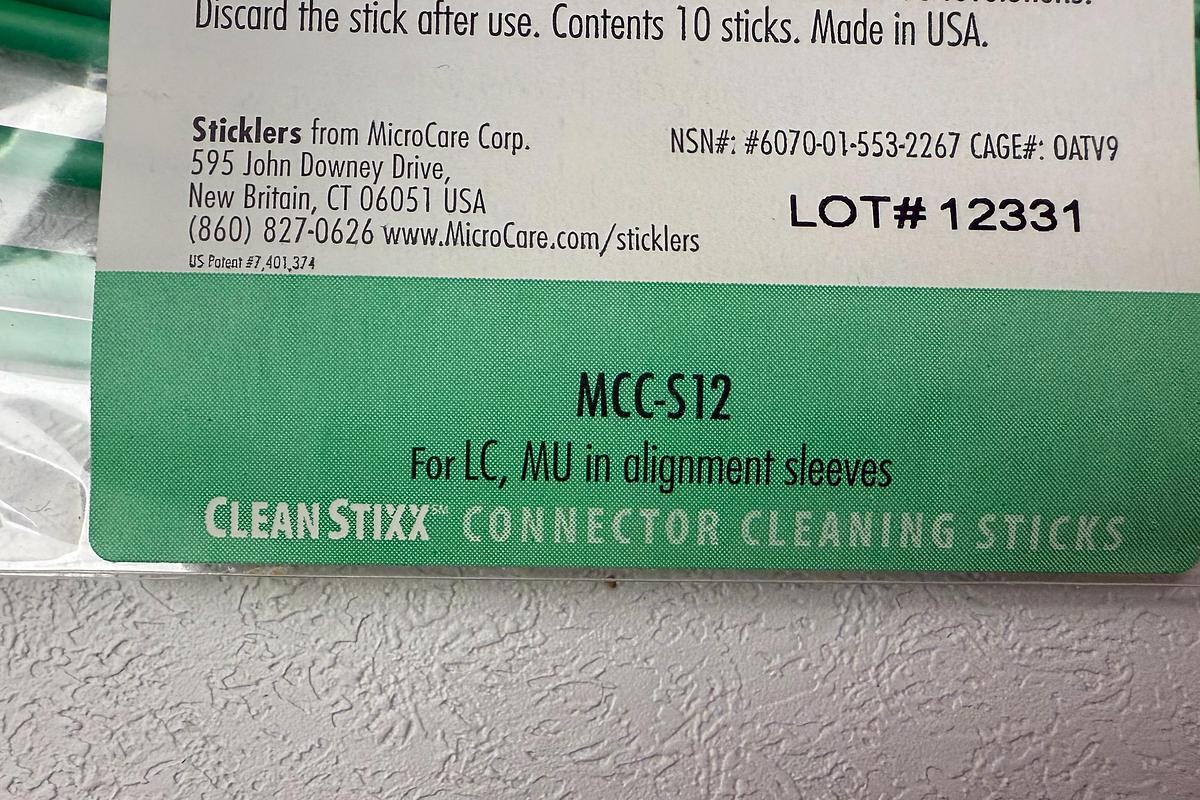 Discard the stick after use. Contents 10 sticks. Made in USA.
Sticklers from MicroCare Corp.
595 John Downey Drive,
New Britain, CT 06051 USA
(860) 827-0626 www.MicroCare.com/sticklers
US Patent #7,401,374
NSN#: #6070-01-553-2267 CAGE#: OATV9
LOT# 12331
MCC-S12
For LC, MU in alignment sleeves
CLEANSTIXX℠ CONNECTOR CLEANING STICKS